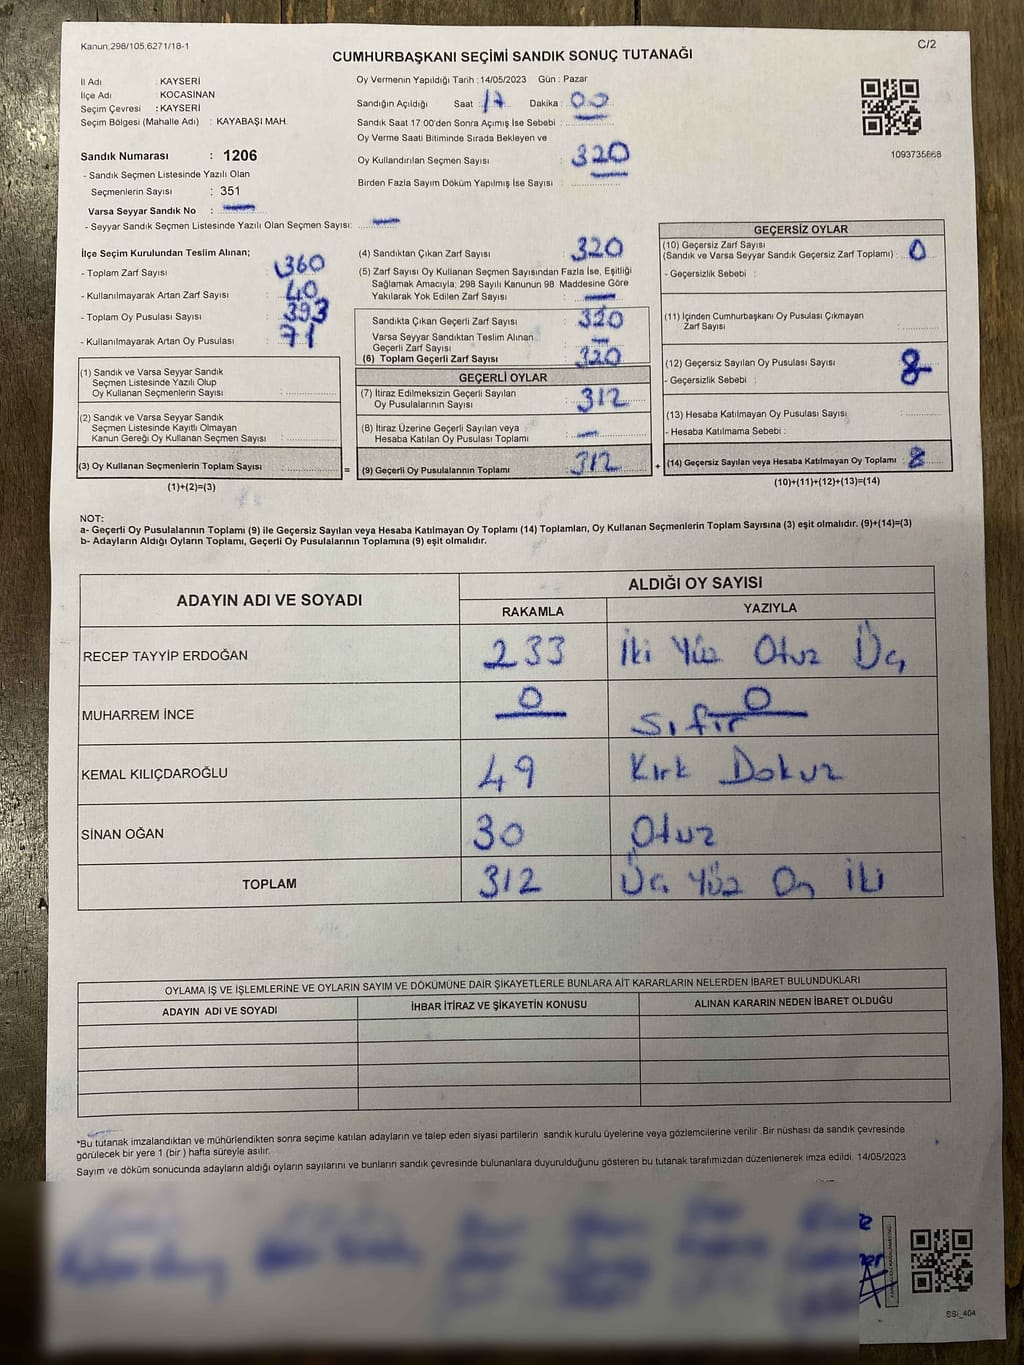 Kanun,298/105,6271/18-1
C/2
CUMHURBAŞKANI SEÇİMİ SANDIK SONUÇ TUTANAĞI
İl Adı : KAYSERİ
İlçe Adı : KOCASİNAN
Seçim Çevresi : KAYSERİ
Seçim Bölgesi (Mahalle Adı) : KAYABAŞI MAH.
Oy Vermenin Yapıldığı Tarih : 14/05/2023 Gün : Pazar
Sandığın Açıldığı Saat : 17 Dakika : 00
Sandık Saat 17:00'den Sonra Açımış İse Sebebi :
Oy Verme Saati Bitiminde Sırada Bekleyen ve
Oy Kullandırılan Seçmen Sayısı : 320
Birden Fazla Sayım Döküm Yapılmış İse Sayısı
1093735868
Sandık Numarası : 1206
- Sandık Seçmen Listesinde Yazılı Olan
Seçmenlerin Sayısı : 351
Varsa Seyyar Sandık No : —
- Seyyar Sandık Seçmen Listesinde Yazılı Olan Seçmen Sayısı: —
İlçe Seçim Kurulundan Teslim Alınan;
- Toplam Zarf Sayısı : 360
- Kullanılmayarak Artan Zarf Sayısı : 40
- Toplam Oy Pusulası Sayısı : 393
- Kullanılmayarak Artan Oy Pusulası : 71
(1) Sandık ve Varsa Seyyar Sandık
Seçmen Listesinde Yazılı Olup
Oy Kullanan Seçmen Sayısı :
(2) Sandık ve Varsa Seyyar Sandık
Seçmen Listesinde Kayıtlı Olmayan
Kanun Gereği Oy Kullanan Seçmen Sayısı :
(3) Oy Kullanan Seçmenlerin Toplam Sayısı : =
(1)+(2)=(3)
(4) Sandıktan Çıkan Zarf Sayısı : 320
(5) Zarf Sayısı Oy Kullanan Seçmen Sayısından Fazla İse, Eşitliği
Sağlamak Amacıyla; 298 Sayılı Kanunun 98. Maddesine Göre
Yakılarak Yok Edilen Zarf Sayısı : —
Sandıkta Çıkan Geçerli Zarf Sayısı : 320
Varsa Seyyar Sandıktan Teslim Alınan
Geçerli Zarf Sayısı : —
(6) Toplam Geçerli Zarf Sayısı : 320
GEÇERLİ OYLAR
(7) İtiraz Edilmeksizin Geçerli Sayılan
Oy Pusulalarının Sayısı : 312
(8) İtiraz Üzerine Geçerli Sayılan veya
Hesaba Katılan Oy Pusulası Toplamı : —
(9) Geçerli Oy Pusulalarının Toplamı : 312 +
GEÇERSİZ OYLAR
(10) Geçersiz Zarf Sayısı
(Sandık ve Varsa Seyyar Sandık Geçersiz Zarf Toplamı) : 0
- Geçersizlik Sebebi :
(11) İçinden Cumhurbaşkanı Oy Pusulası Çıkmayan
Zarf Sayısı :
(12) Geçersiz Sayılan Oy Pusulası Sayısı : 8
- Geçersizlik Sebebi :
(13) Hesaba Katılmayan Oy Pusulası Sayısı :
- Hesaba Katılmama Sebebi :
(14) Geçersiz Sayılan veya Hesaba Katılmayan Oy Toplamı : 8
(10)+(11)+(12)+(13)=(14)
NOT:
a- Geçerli Oy Pusulalarının Toplamı (9) ile Geçersiz Sayılan veya Hesaba Katılmayan Oy Toplamı (14) Toplamları, Oy Kullanan Seçmenlerin Toplam Sayısına (3) eşit olmalıdır. (9)+(14)=(3)
b- Adayların Aldığı Oyların Toplamı, Geçerli Oy Pusulalarının Toplamına (9) eşit olmalıdır.
ADAYIN ADI VE SOYADI
ALDIĞI OY SAYISI
RAKAMLA YAZIYLA
RECEP TAYYİP ERDOĞAN 233 İki Yüz Otuz Üç
MUHARREM İNCE 0 0 Sıfır
KEMAL KILIÇDAROĞLU 49 Kırk Dokuz
SİNAN OĞAN 30 Otuz
TOPLAM 312 Üç Yüz On İki
OYLAMA İŞ VE İŞLEMLERİNE VE OYLARIN SAYIM VE DÖKÜMÜNE DAİR ŞİKAYETLERLE BUNLARA AİT KARARLARIN NELERDEN İBARET BULUNDUKLARI
ADAYIN ADI VE SOYADI İHBAR İTİRAZ VE ŞİKAYETİN KONUSU ALINAN KARARIN NEDEN İBARET OLDUĞU
*Bu tutanak imzalandıktan ve mühürlendikten sonra seçime katılan adayların ve talep eden siyasi partilerin sandık kurulu üyelerine veya gözlemcilerine verilir. Bir nüshası da sandık çevresinde
görülecek bir yere 1 (bir ) hafta süreyle asılır.
Sayım ve döküm sonucunda adayların aldığı oyların sayılarını ve bunların sandık çevresinde bulunanlara duyurulduğunu gösteren bu tutanak tarafımızdan düzenlenerek imza edildi. 14/05/2023
SSİ_404